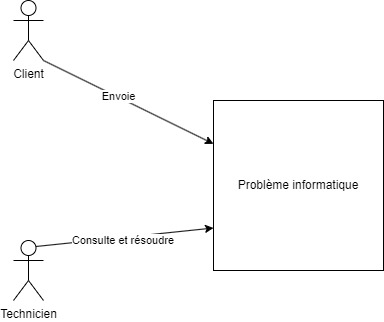 Client
Envoie
Problème informatique
Consulte et résoudre
Technicien